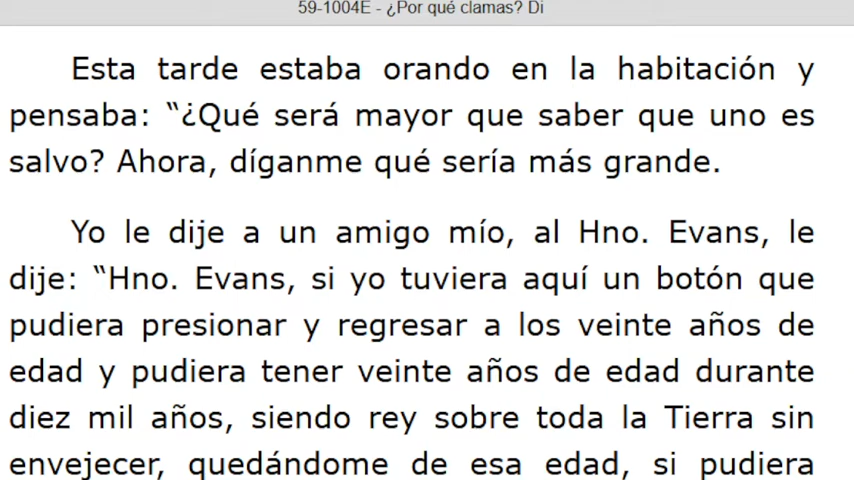 59-1004E - ¿Por qué clamas? Di
Esta tarde estaba orando en la habitación y
pensaba: “¿Qué será mayor que saber que uno es
salvo? Ahora, díganme qué sería más grande.
Yo le dije a un amigo mío, al Hno. Evans, le
dije: “Hno. Evans, si yo tuviera aquí un botón que
pudiera presionar y regresar a los veinte años de
edad y pudiera tener veinte años de edad durante
diez mil años, siendo rey sobre toda la Tierra sin
envejecer, quedándome de esa edad, si pudiera